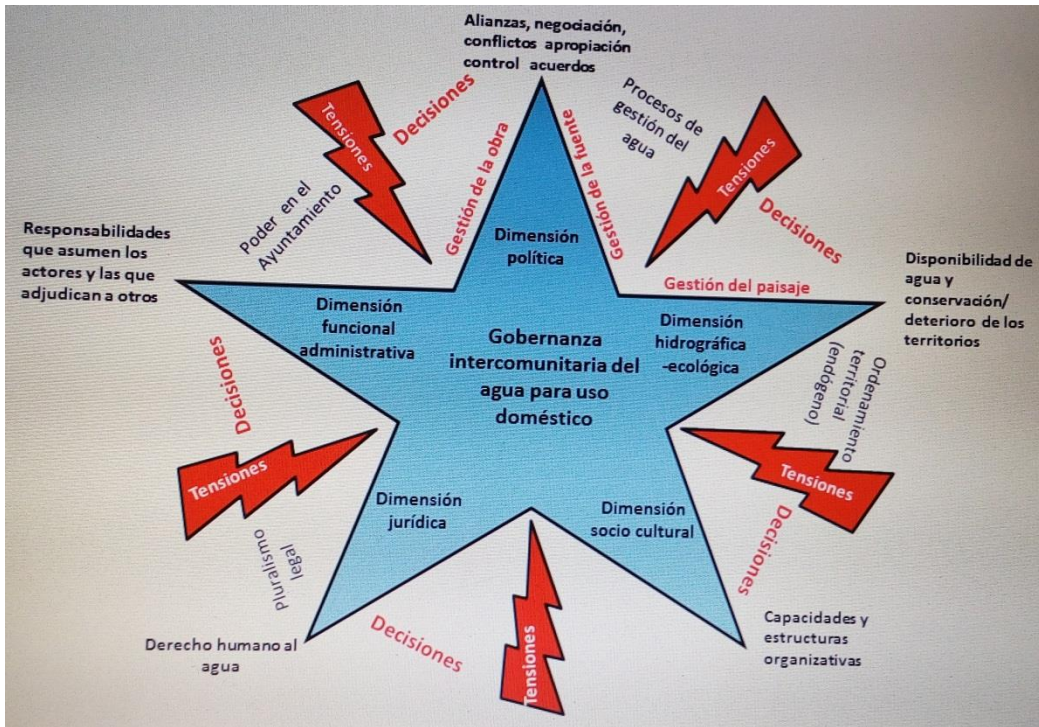 Alianzas, negociación,
conflictos apropiación
control acuerdos
Tensiones
Decisiones
Gestión de la obra
Gestión de la fuente
Procesos de
gestión del
agua
Tensiones
Decisiones
Poder en el
Ayuntamiento
Responsabilidades
que asumen los
actores y las que
adjudican a otros
Dimensión
política
Gestión del paisaje
Disponibilidad de
agua y
conservación/
deterioro de los
territorios
Dimensión
funcional
administrativa
Gobernanza
intercomunitaria del
agua para uso
doméstico
Dimensión
hidrográfica
-ecológica
Ordenamiento
territorial
(endógeno)
Decisiones
Tensiones
Tensiones
Decisiones
Dimensión
jurídica
Dimensión
socio cultural
pluralismo
legal
Derecho humano al
agua
Decisiones
Tensiones
Capacidades y
estructuras
organizativas